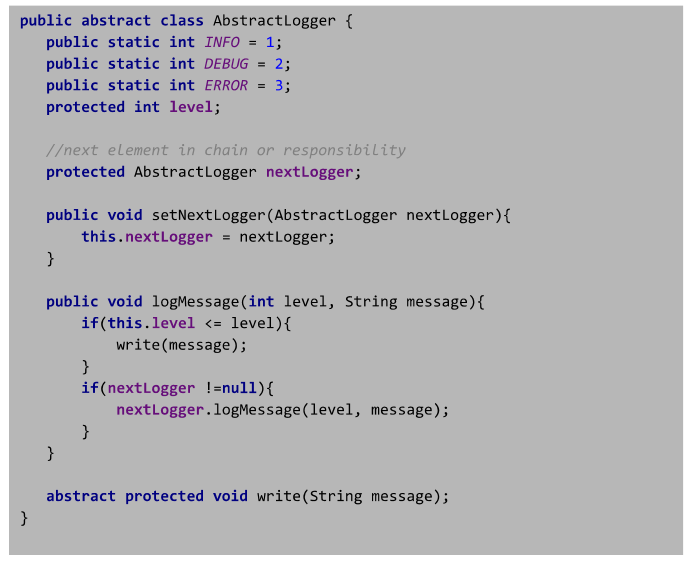 public abstract class AbstractLogger {
public static int INFO = 1;
public static int DEBUG = 2;
public static int ERROR = 3;
protected int level;
//next element in chain or responsibility
protected AbstractLogger nextLogger;
public void setNextLogger(AbstractLogger nextLogger){
this.nextLogger = nextLogger;
}
public void logMessage(int level, String message){
if(this.level <= level){
write(message);
}
if(nextLogger !=null){
nextLogger.logMessage(level, message);
}
}
abstract protected void write(String message);
}